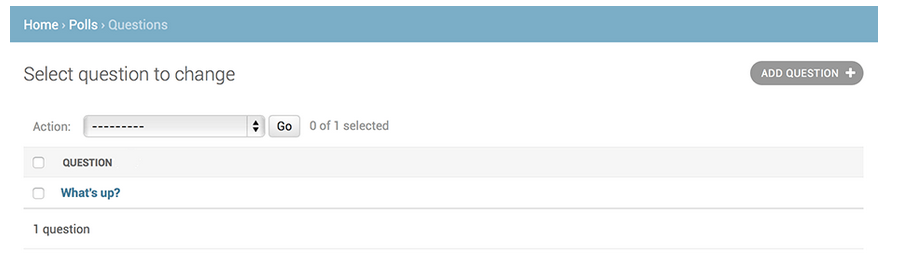 Home › Polls › Questions
Select question to change
ADD QUESTION +
Action: --------- Go 0 of 1 selected
QUESTION
What's up?
1 question